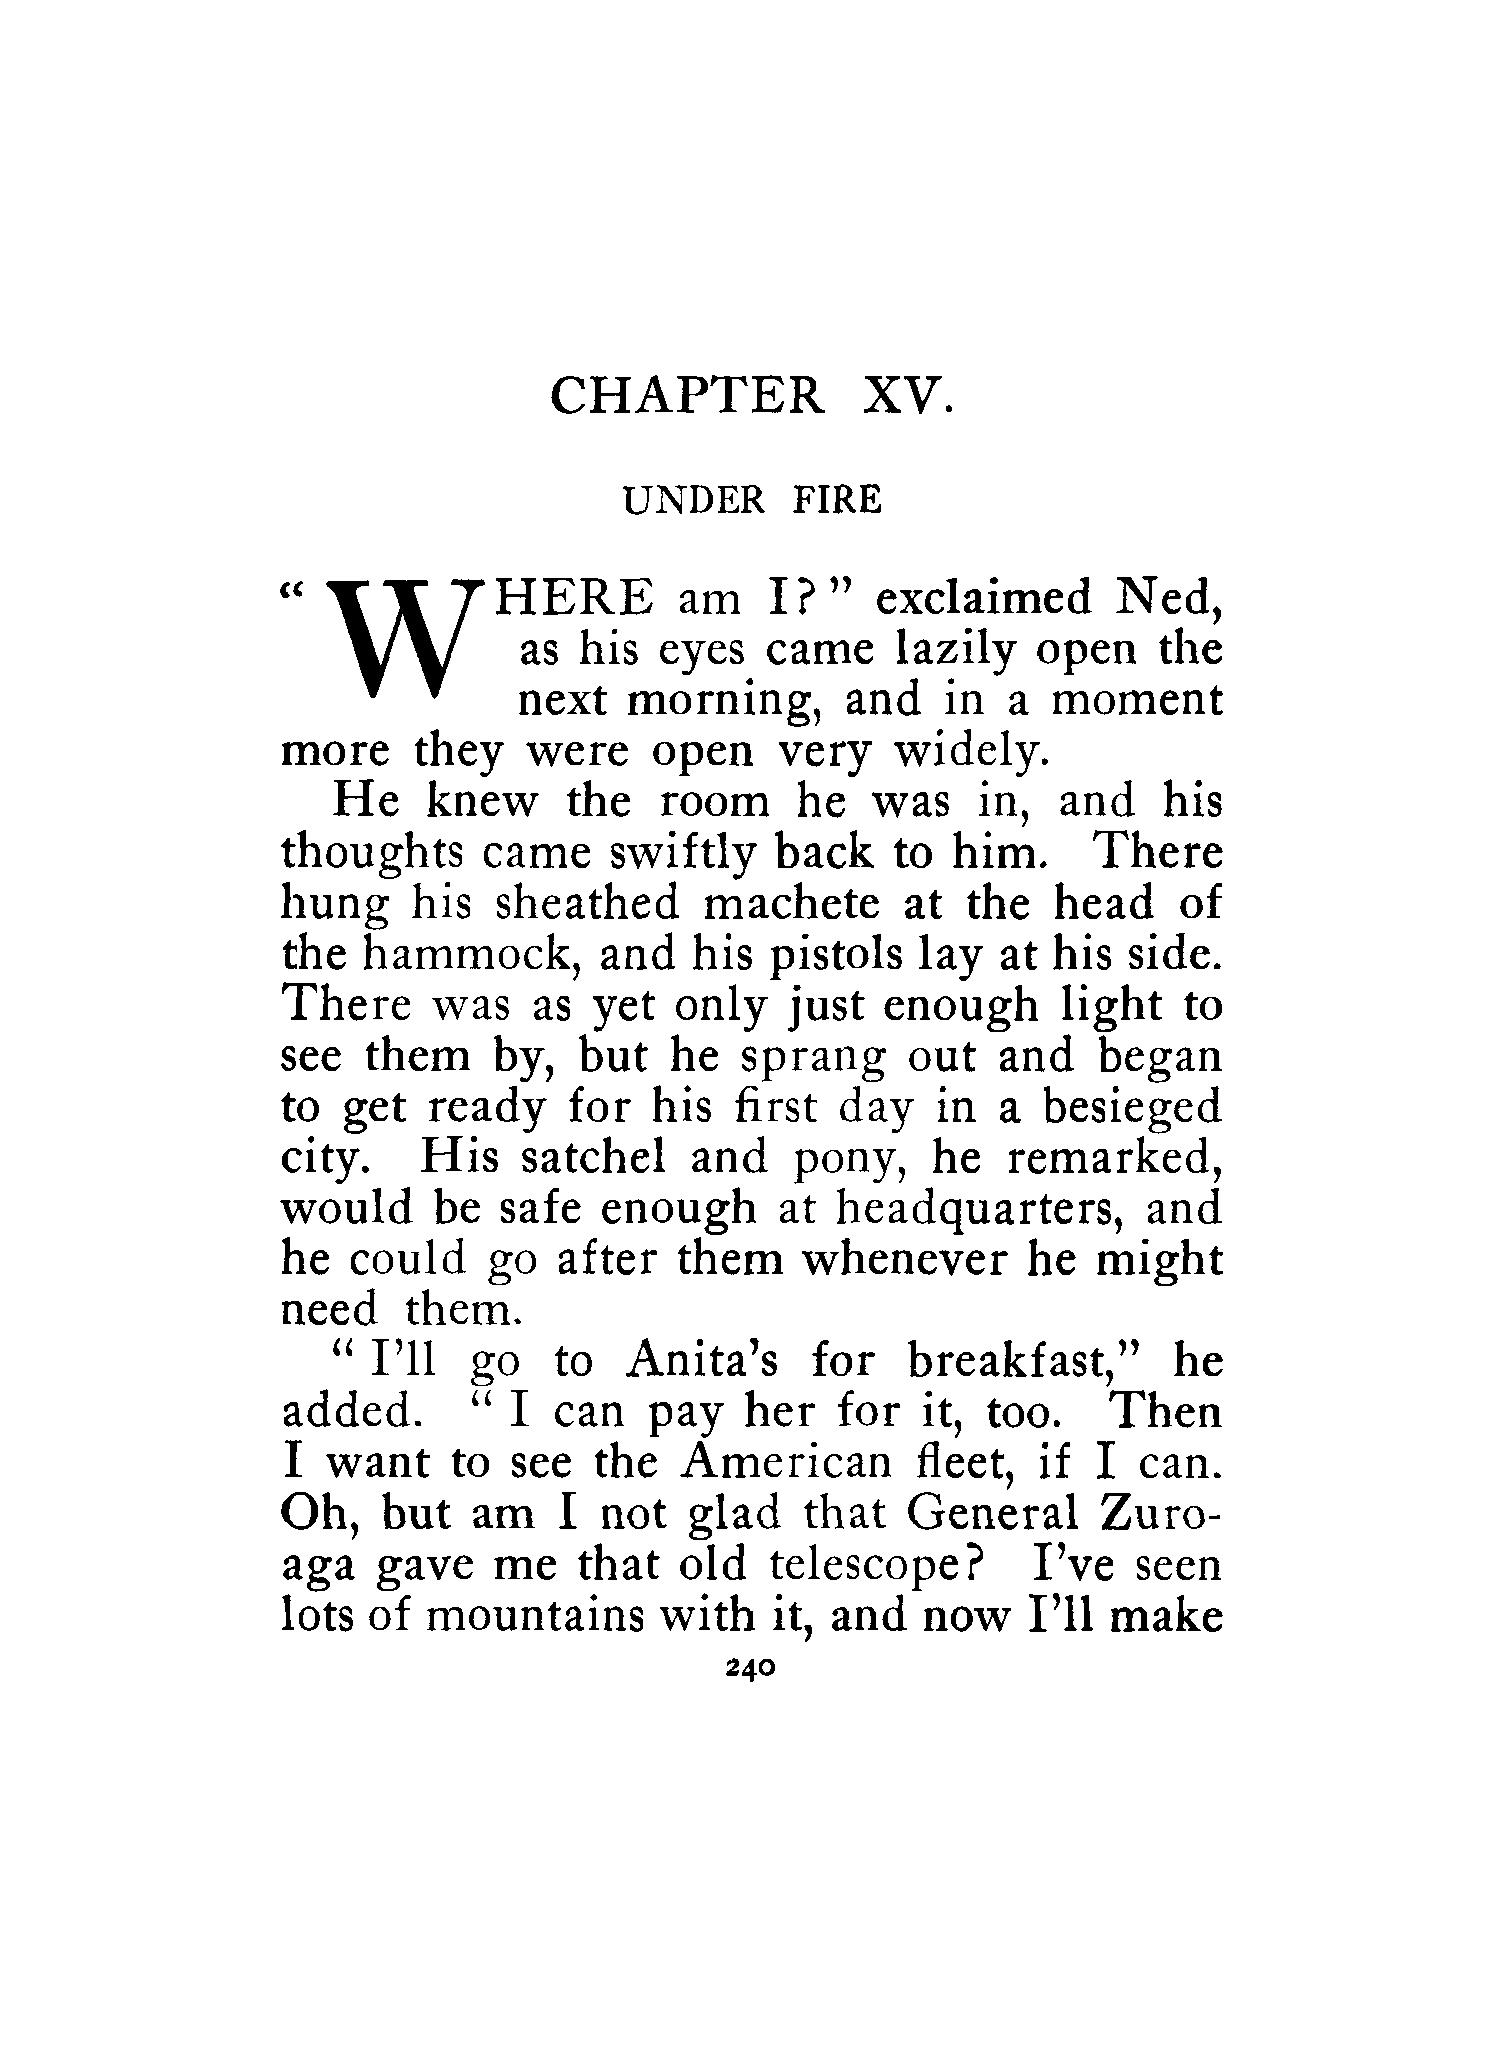 CHAPTER XV.
UNDER FIRE
“ WHERE am I? ” exclaimed Ned,
as his eyes came lazily open the
next morning, and in a moment
more they were open very widely.
He knew the room he was in, and his
thoughts came swiftly back to him. There
hung his sheathed machete at the head of
the hammock, and his pistols lay at his side.
There was as yet only just enough light to
see them by, but he sprang out and began
to get ready for his first day in a besieged
city. His satchel and pony, he remarked,
would be safe enough at headquarters, and
he could go after them whenever he might
need them.
“ I’ll go to Anita’s for breakfast,” he
added. “ I can pay her for it, too. Then
I want to see the American fleet, if I can.
Oh, but am I not glad that General Zuro-
aga gave me that old telescope? I’ve seen
lots of mountains with it, and now I’ll make
240